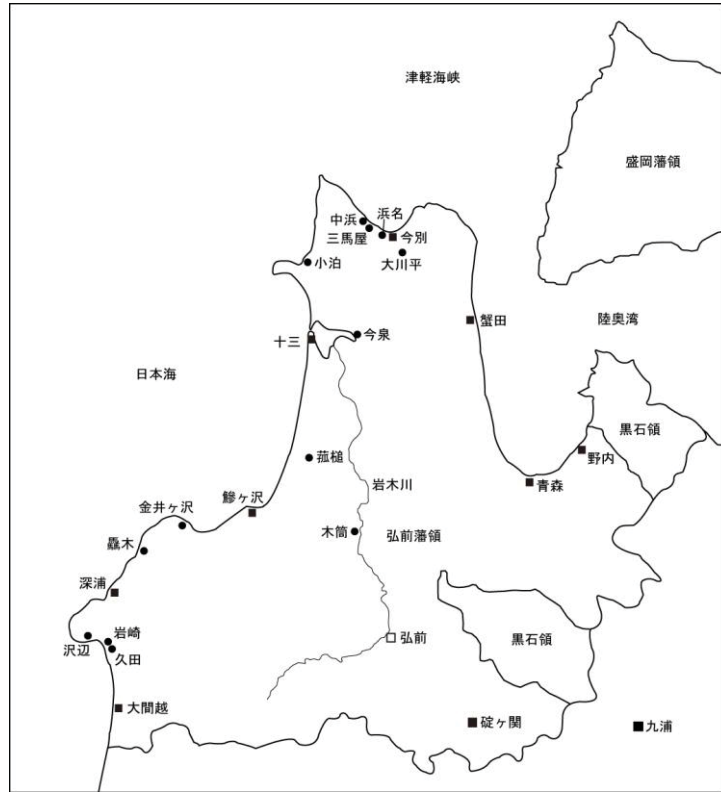 津軽海峡
盛岡藩領
中浜
浜名
三馬屋
今別
大川平
小泊
蟹田
陸奥湾
十三
今泉
日本海
黒石領
菰槌
野内
岩木川
青森
金井ヶ沢
鰺ヶ沢
木筒
弘前藩領
驫木
深浦
黒石領
弘前
沢辺
岩崎
久田
大間越
碇ヶ関
九浦